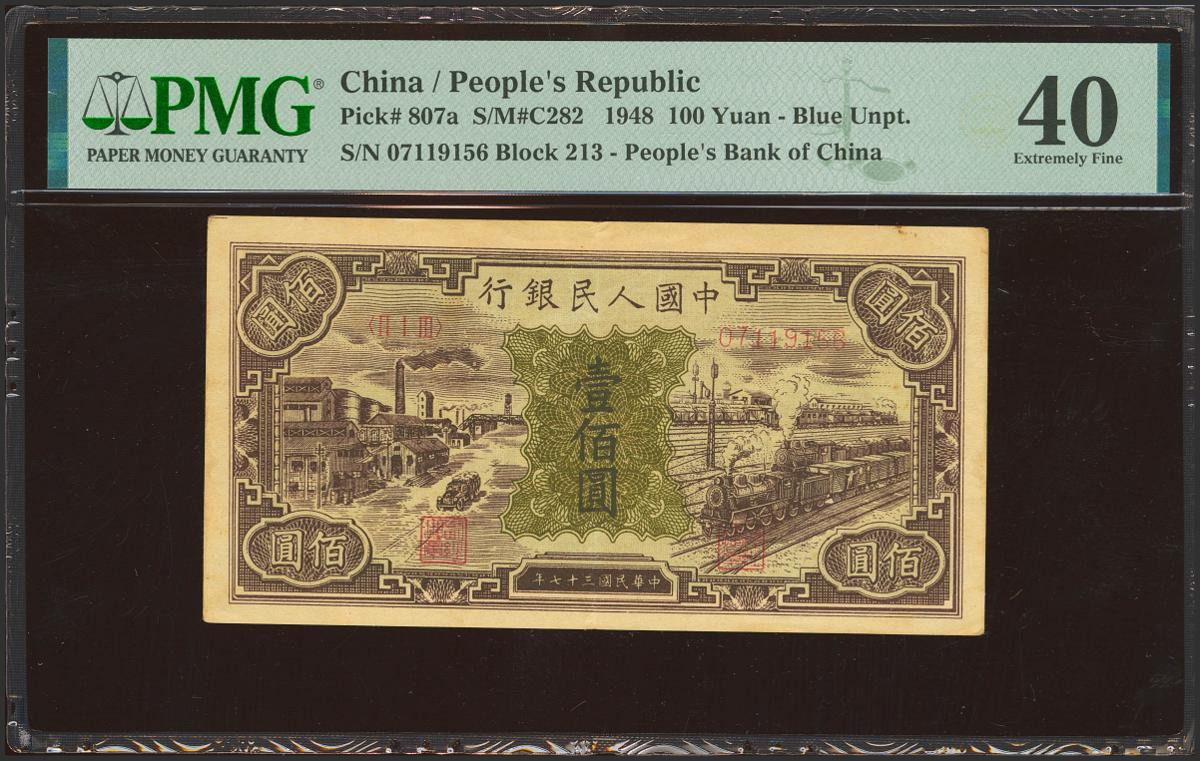 PMG®
PAPER MONEY GUARANTY
China / People's Republic
Pick# 807a S/M#C282 1948 100 Yuan - Blue Unpt.
S/N 07119156 Block 213 - People's Bank of China
40
Extremely Fine
佰圓
中國人民銀行
佰圓
〈Ⅱ Ⅰ Ⅲ〉
07119156
壹佰圓
佰圓
中華民國三十七年
佰圓